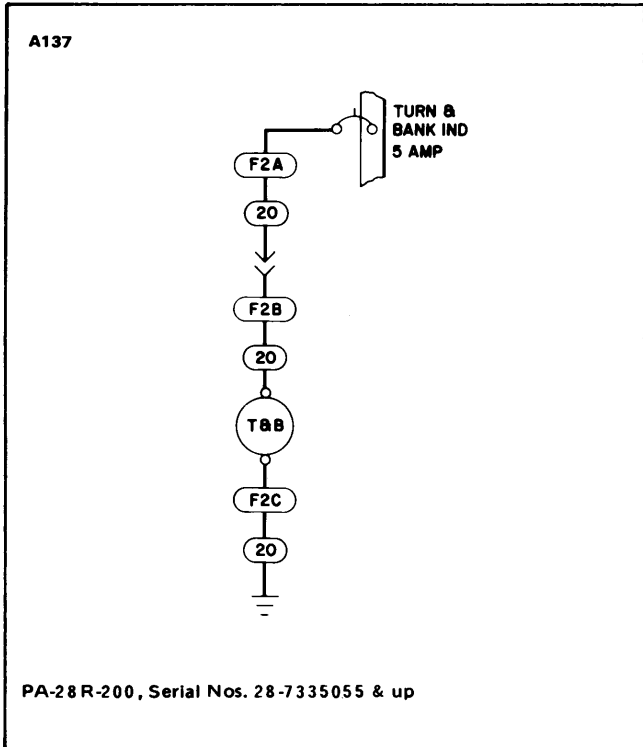 A137
TURN &
BANK IND
5 AMP
F2A
20
F2B
20
T&B
F2C
20
PA-28R-200, Serial Nos. 28-7335055 & up